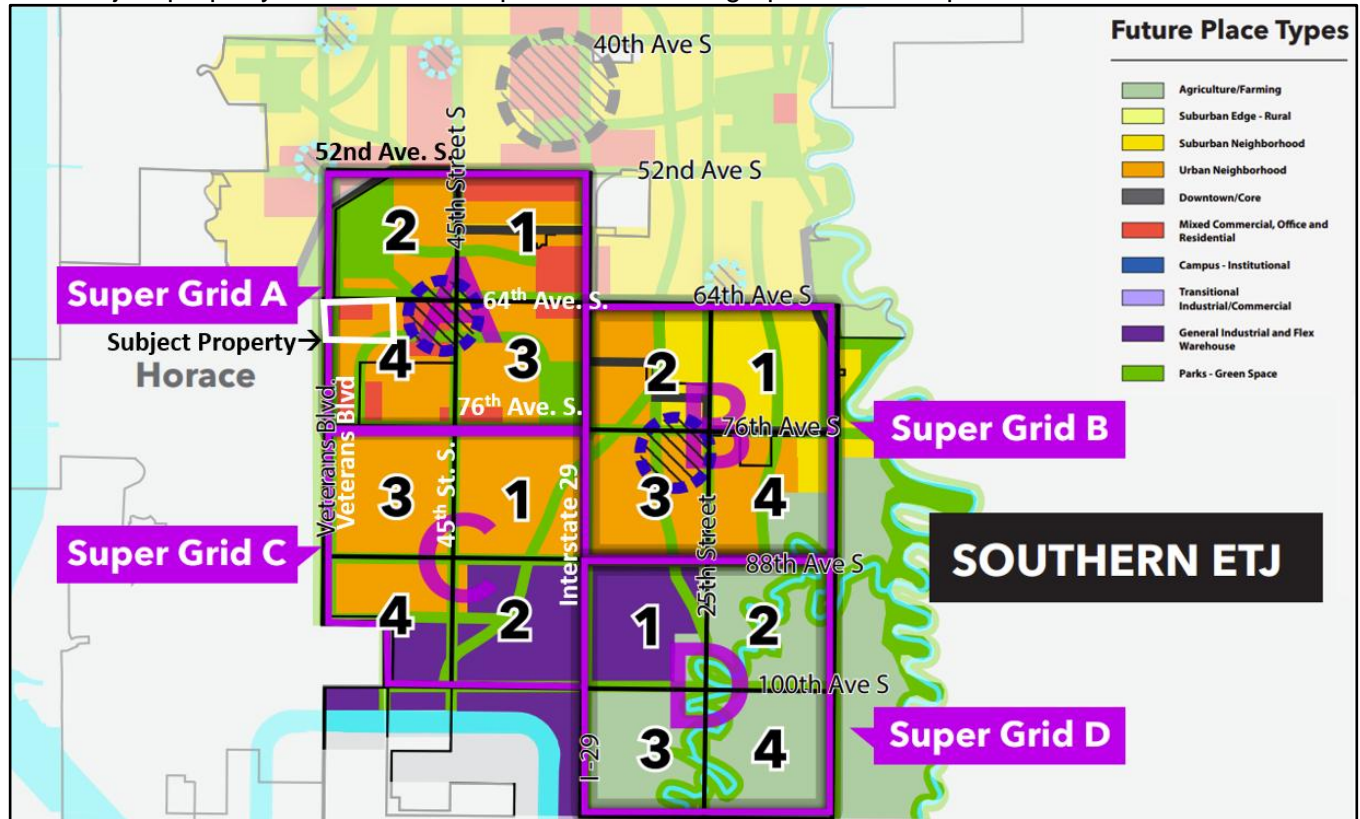 Future Place Types
Agriculture/Farming
Suburban Edge - Rural
Suburban Neighborhood
Urban Neighborhood
Downtown/Core
Mixed Commercial, Office and
Residential
Campus - Institutional
Transitional
Industrial/Commercial
General Industrial and Flex
Warehouse
Parks - Green Space
40th Ave S
52nd Ave. S.
45th Street S
52nd Ave S
2
1
A
Super Grid A
64th Ave. S.
64th Ave S
Subject Property→
Horace
4
3
2
1
B
76th Ave. S.
76th Ave S
Super Grid B
Veterans Blvd.
Veterans Blvd
3
45th St. S.
1
Interstate 29
3
4
25th Street
Super Grid C
C
88th Ave S
SOUTHERN ETJ
4
2
1
2
D
100th Ave S
I-29
3
4
Super Grid D